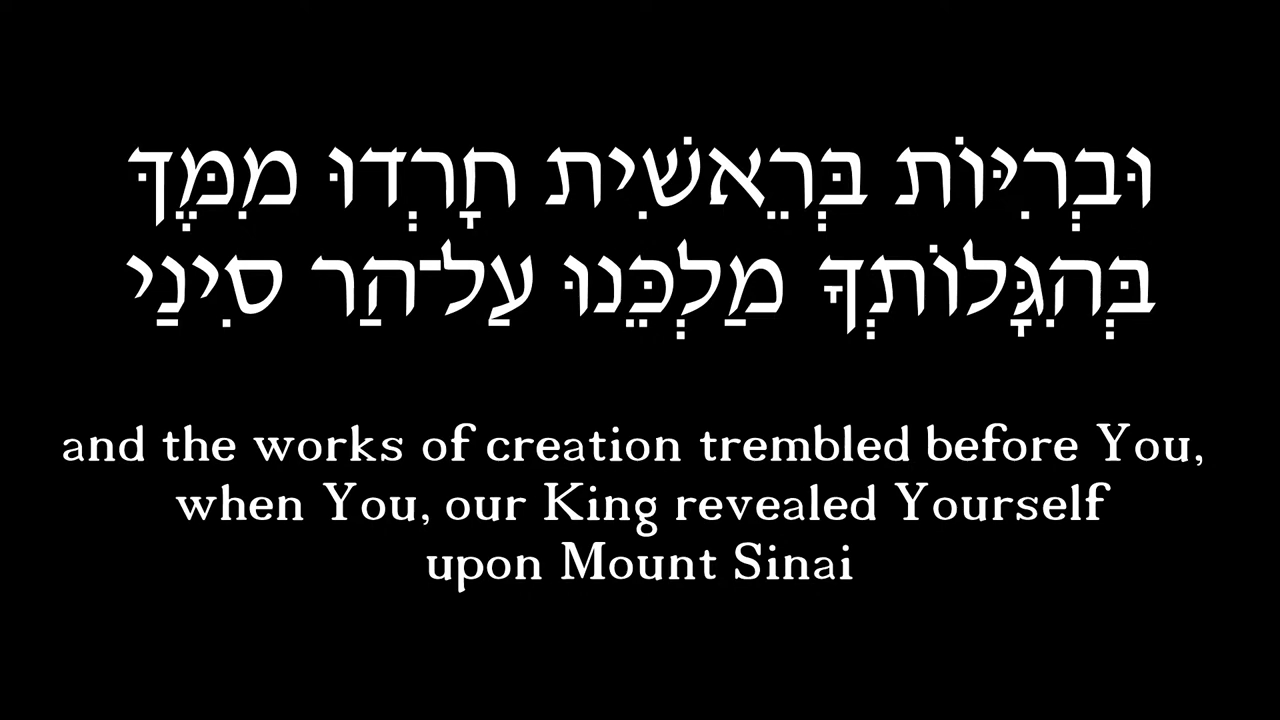 וּבְרִיּוֹת בְּרֵאשִׁית חָרְדוּ מִמֶּךָּ
בְּהִגָּלוֹתְךָ מַלְכֵּנוּ עַל־הַר סִינַי
and the works of creation trembled before You,
when You, our King revealed Yourself
upon Mount Sinai